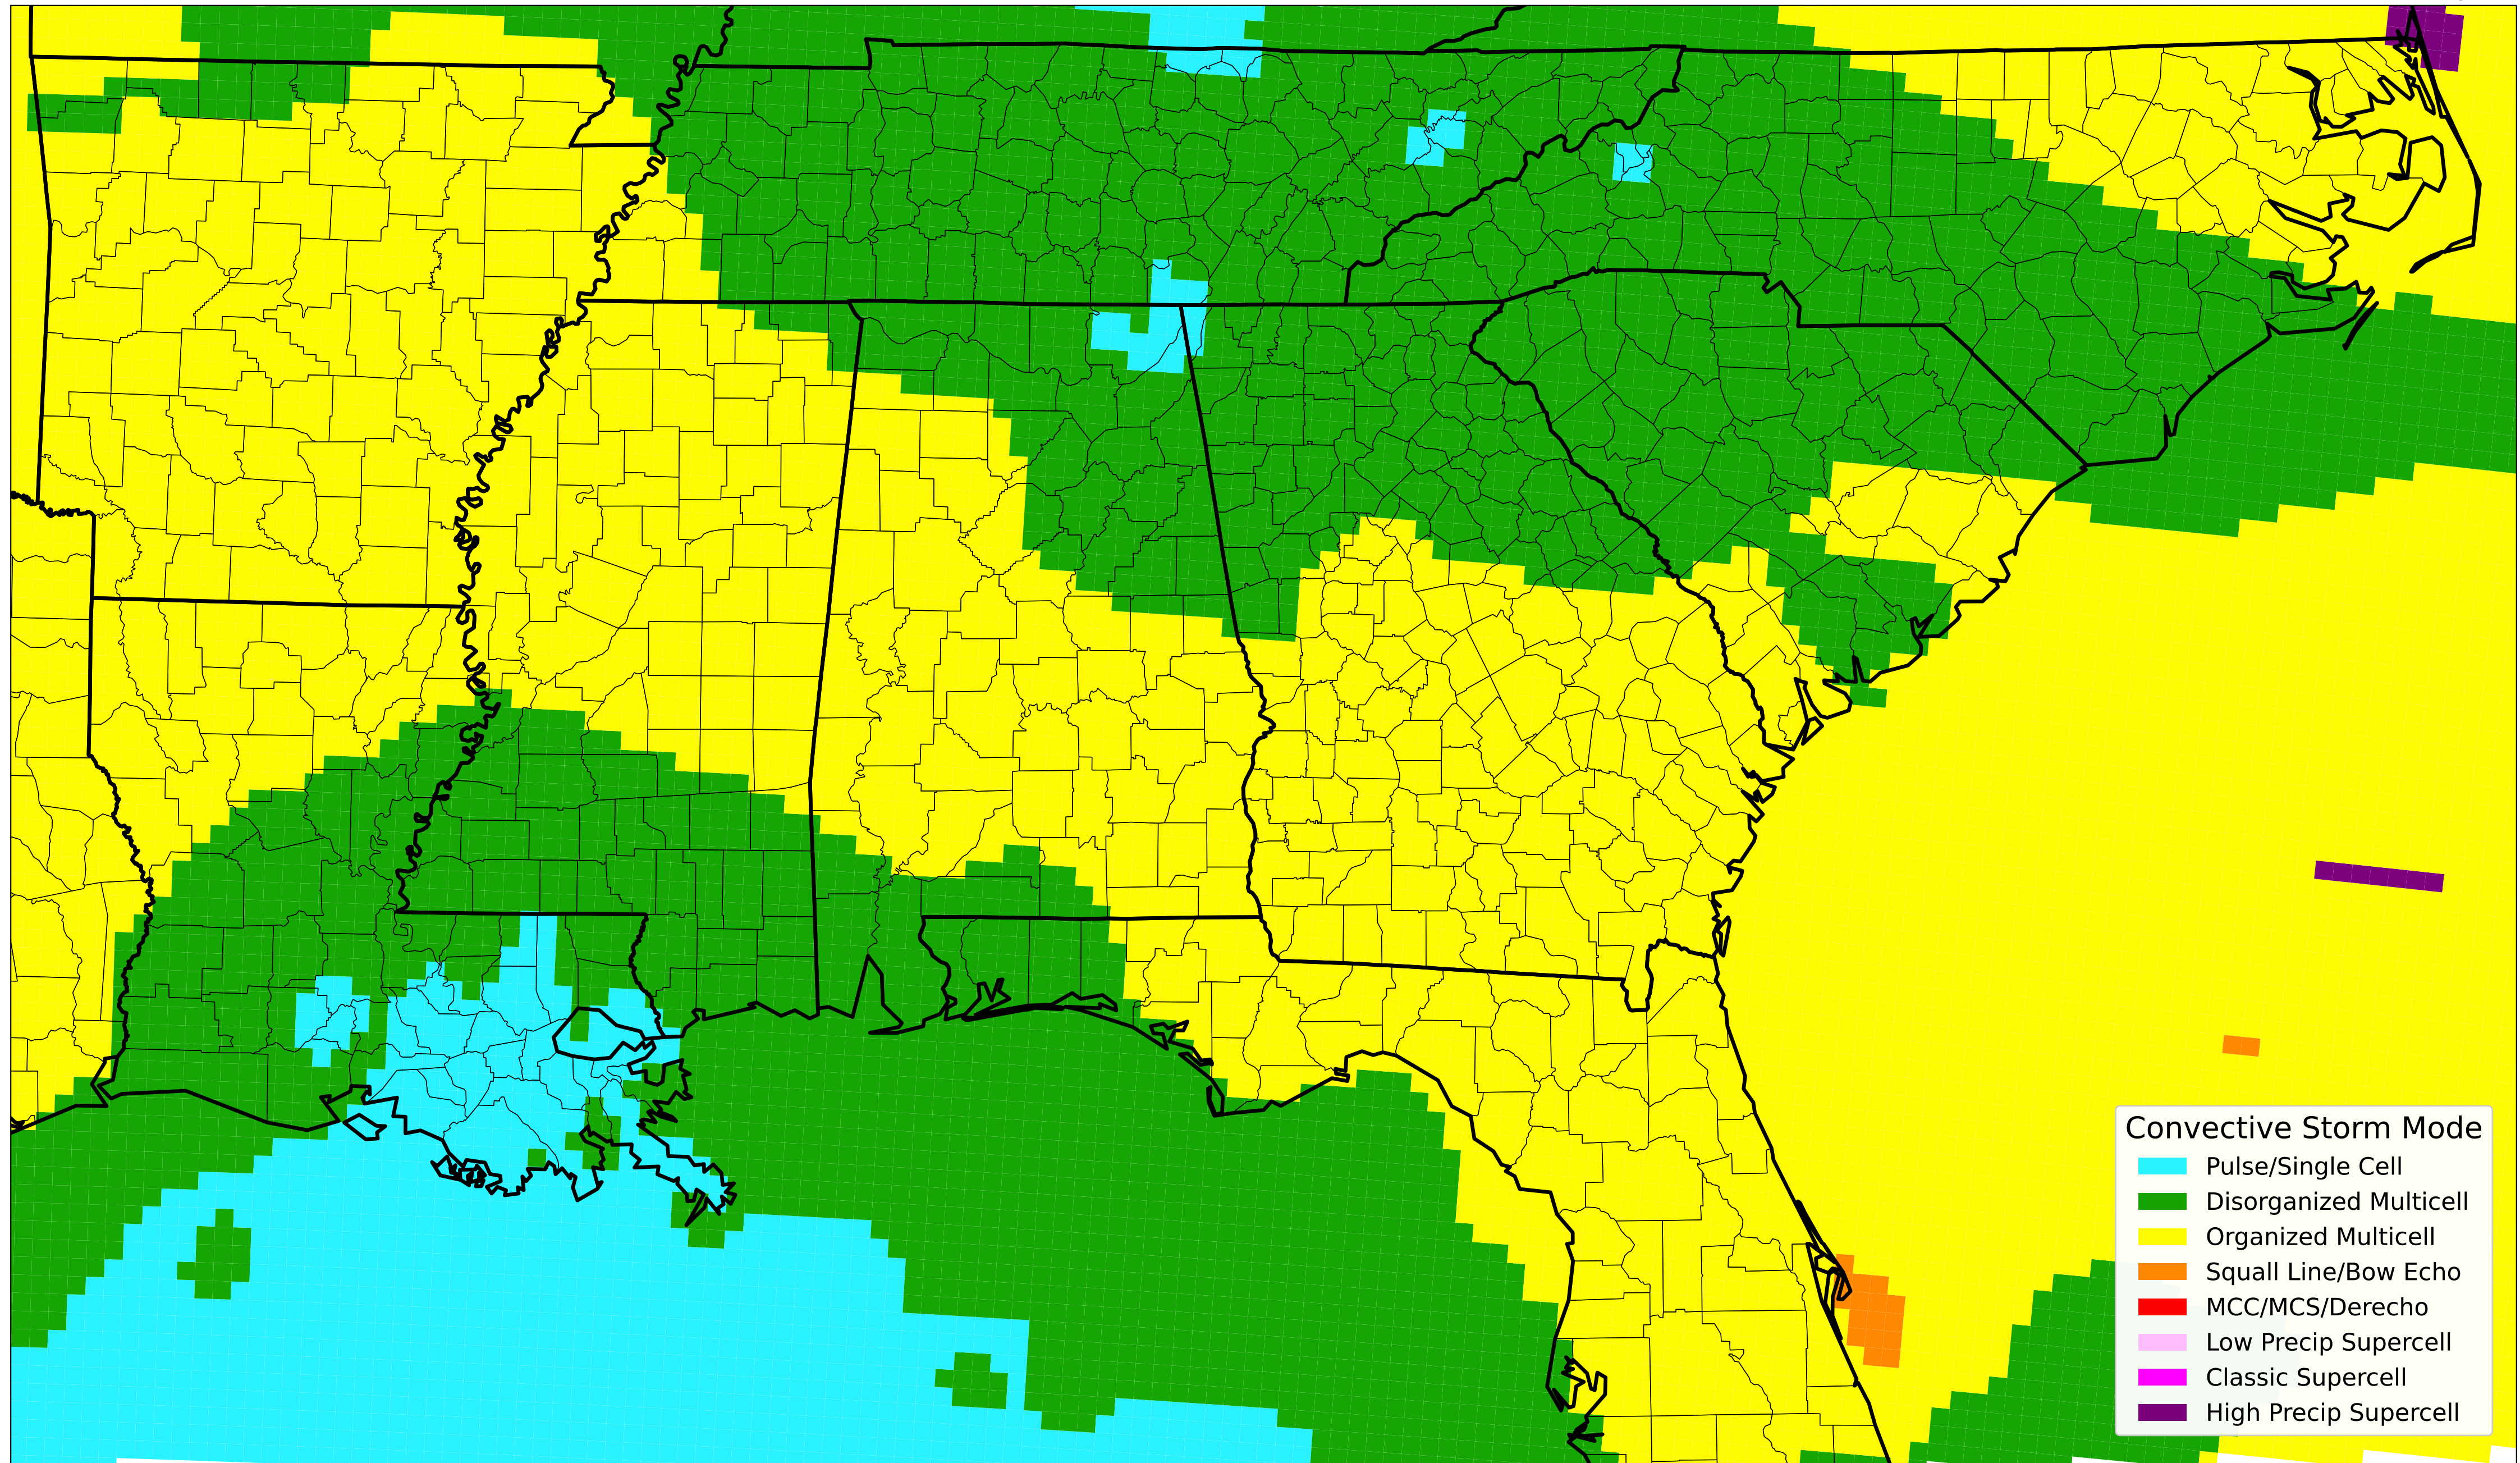 Convective Storm Mode
Pulse/Single Cell
Disorganized Multicell
Organized Multicell
Squall Line/Bow Echo
MCC/MCS/Derecho
Low Precip Supercell
Classic Supercell
High Precip Supercell